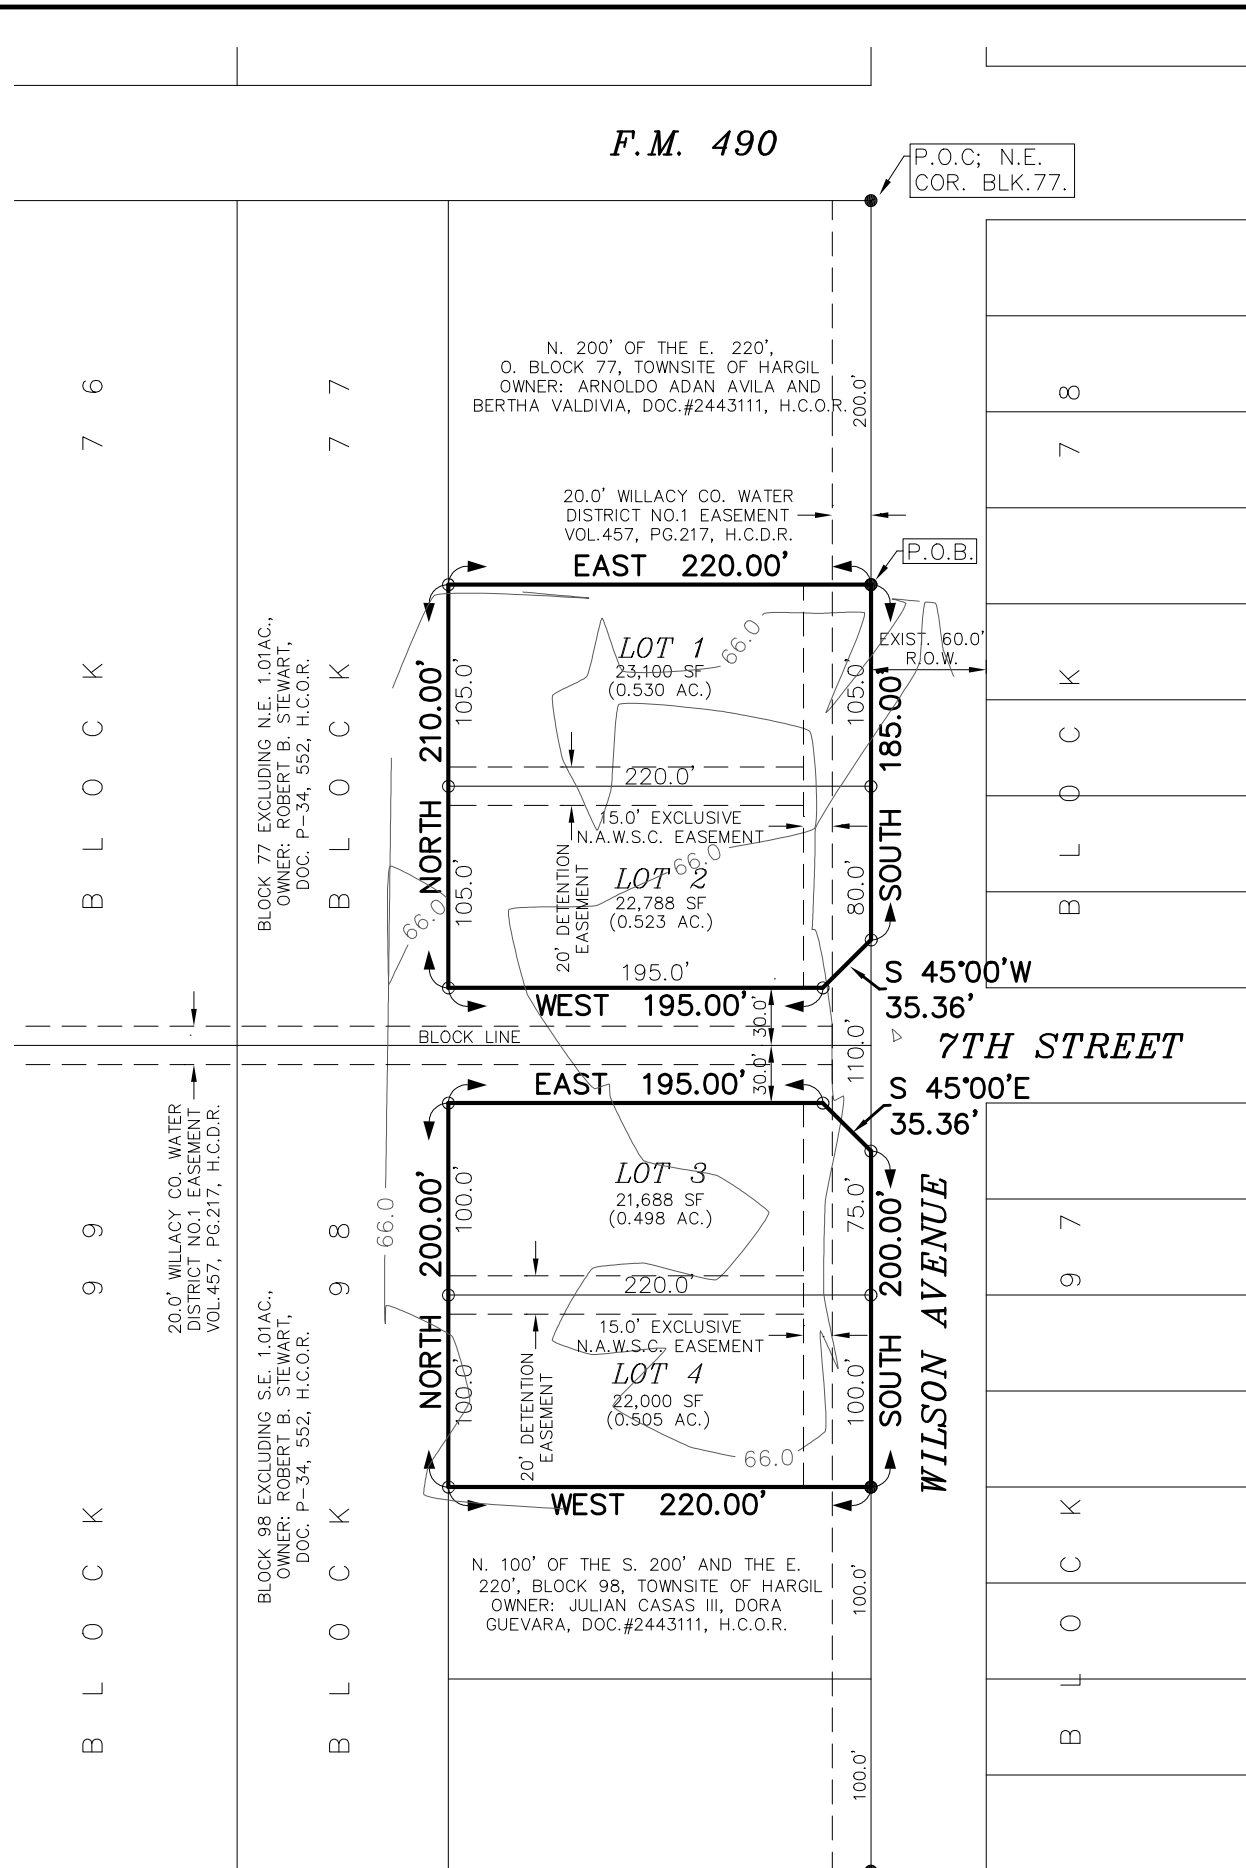 F.M. 490
P.O.C; N.E.
COR. BLK.77.
N. 200' OF THE E. 220',
O. BLOCK 77, TOWNSITE OF HARGIL
OWNER: ARNOLDO ADAN AVILA AND
BERTHA VALDIVIA, DOC.#2443111, H.C.O.R.
200.0'
BLOCK 76
BLOCK 77
BLOCK 78
20.0' WILLACY CO. WATER
DISTRICT NO.1 EASEMENT
VOL.457, PG.217, H.C.D.R.
P.O.B.
EAST 220.00'
BLOCK 77 EXCLUDING N.E. 1.01AC.,
OWNER: ROBERT B. STEWART,
DOC. P-34, 552, H.C.O.R.
NORTH 210.00'
105.0'
LOT 1
23,100 SF
(0.530 AC.)
66.0
105.0'
SOUTH 185.00'
EXIST. 60.0'
R.O.W.
220.0'
15.0' EXCLUSIVE
N.A.W.S.C. EASEMENT
66.0
105.0'
66.0
20' DETENTION
EASEMENT
LOT 2
22,788 SF
(0.523 AC.)
80.0'
195.0'
S 45°00'W
35.36'
WEST 195.00'
30.0'
BLOCK LINE
110.0'
7TH STREET
30.0'
EAST 195.00'
S 45°00'E
35.36'
20.0' WILLACY CO. WATER
DISTRICT NO.1 EASEMENT
VOL.457, PG.217, H.C.D.R.
BLOCK 99
BLOCK 98
BLOCK 97
66.0
NORTH 200.00'
100.0'
LOT 3
21,688 SF
(0.498 AC.)
75.0'
SOUTH 200.00'
WILSON AVENUE
220.0'
15.0' EXCLUSIVE
N.A.W.S.C. EASEMENT
100.0'
20' DETENTION
EASEMENT
LOT 4
22,000 SF
(0.505 AC.)
100.0'
66.0
BLOCK 98 EXCLUDING S.E. 1.01AC.,
OWNER: ROBERT B. STEWART,
DOC. P-34, 552, H.C.O.R.
WEST 220.00'
N. 100' OF THE S. 200' AND THE E.
220', BLOCK 98, TOWNSITE OF HARGIL
OWNER: JULIAN CASAS III, DORA
GUEVARA, DOC.#2443111, H.C.O.R.
100.0'
100.0'